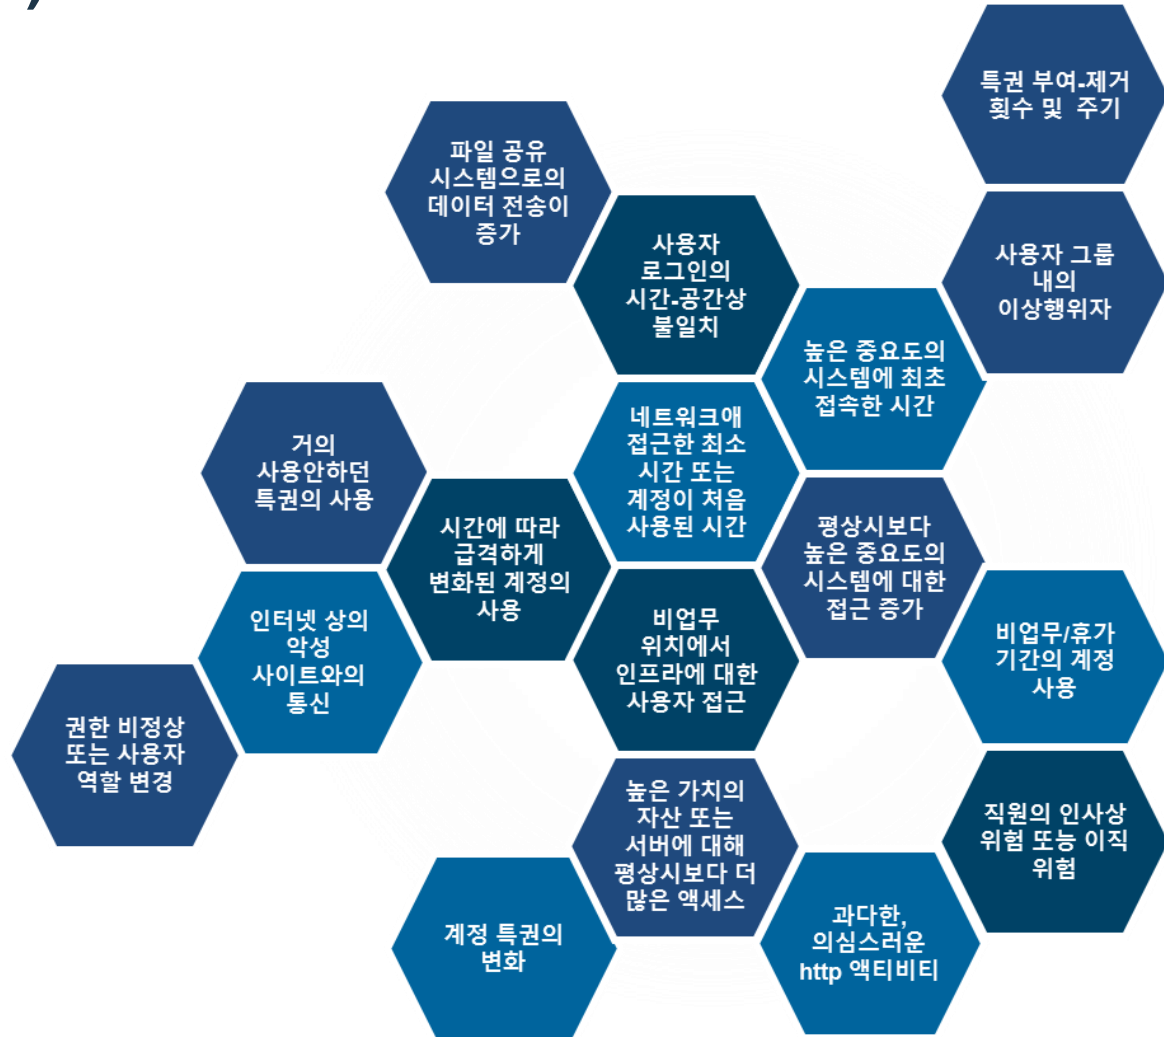 )
특권 부여-제거
횟수 및 주기
파일 공유
시스템으로의
데이터 전송이
증가
사용자
로그인의
시간-공간상
불일치
사용자 그룹
내의
이상행위자
높은 중요도의
시스템에 최초
접속한 시간
거의
사용안하던
특권의 사용
네트워크애
접근한 최소
시간 또는
계정이 처음
사용된 시간
시간에 따라
급격하게
변화된 계정의
사용
평상시보다
높은 중요도의
시스템에 대한
접근 증가
인터넷 상의
악성
사이트와의
통신
비업무
위치에서
인프라에 대한
사용자 접근
비업무/휴가
기간의 계정
사용
권한 비정상
또는 사용자
역할 변경
높은 가치의
자산 또는
서버에 대해
평상시보다 더
많은 액세스
직원의 인사상
위험 또능 이직
위험
계정 특권의
변화
과다한,
의심스러운
http 액티비티